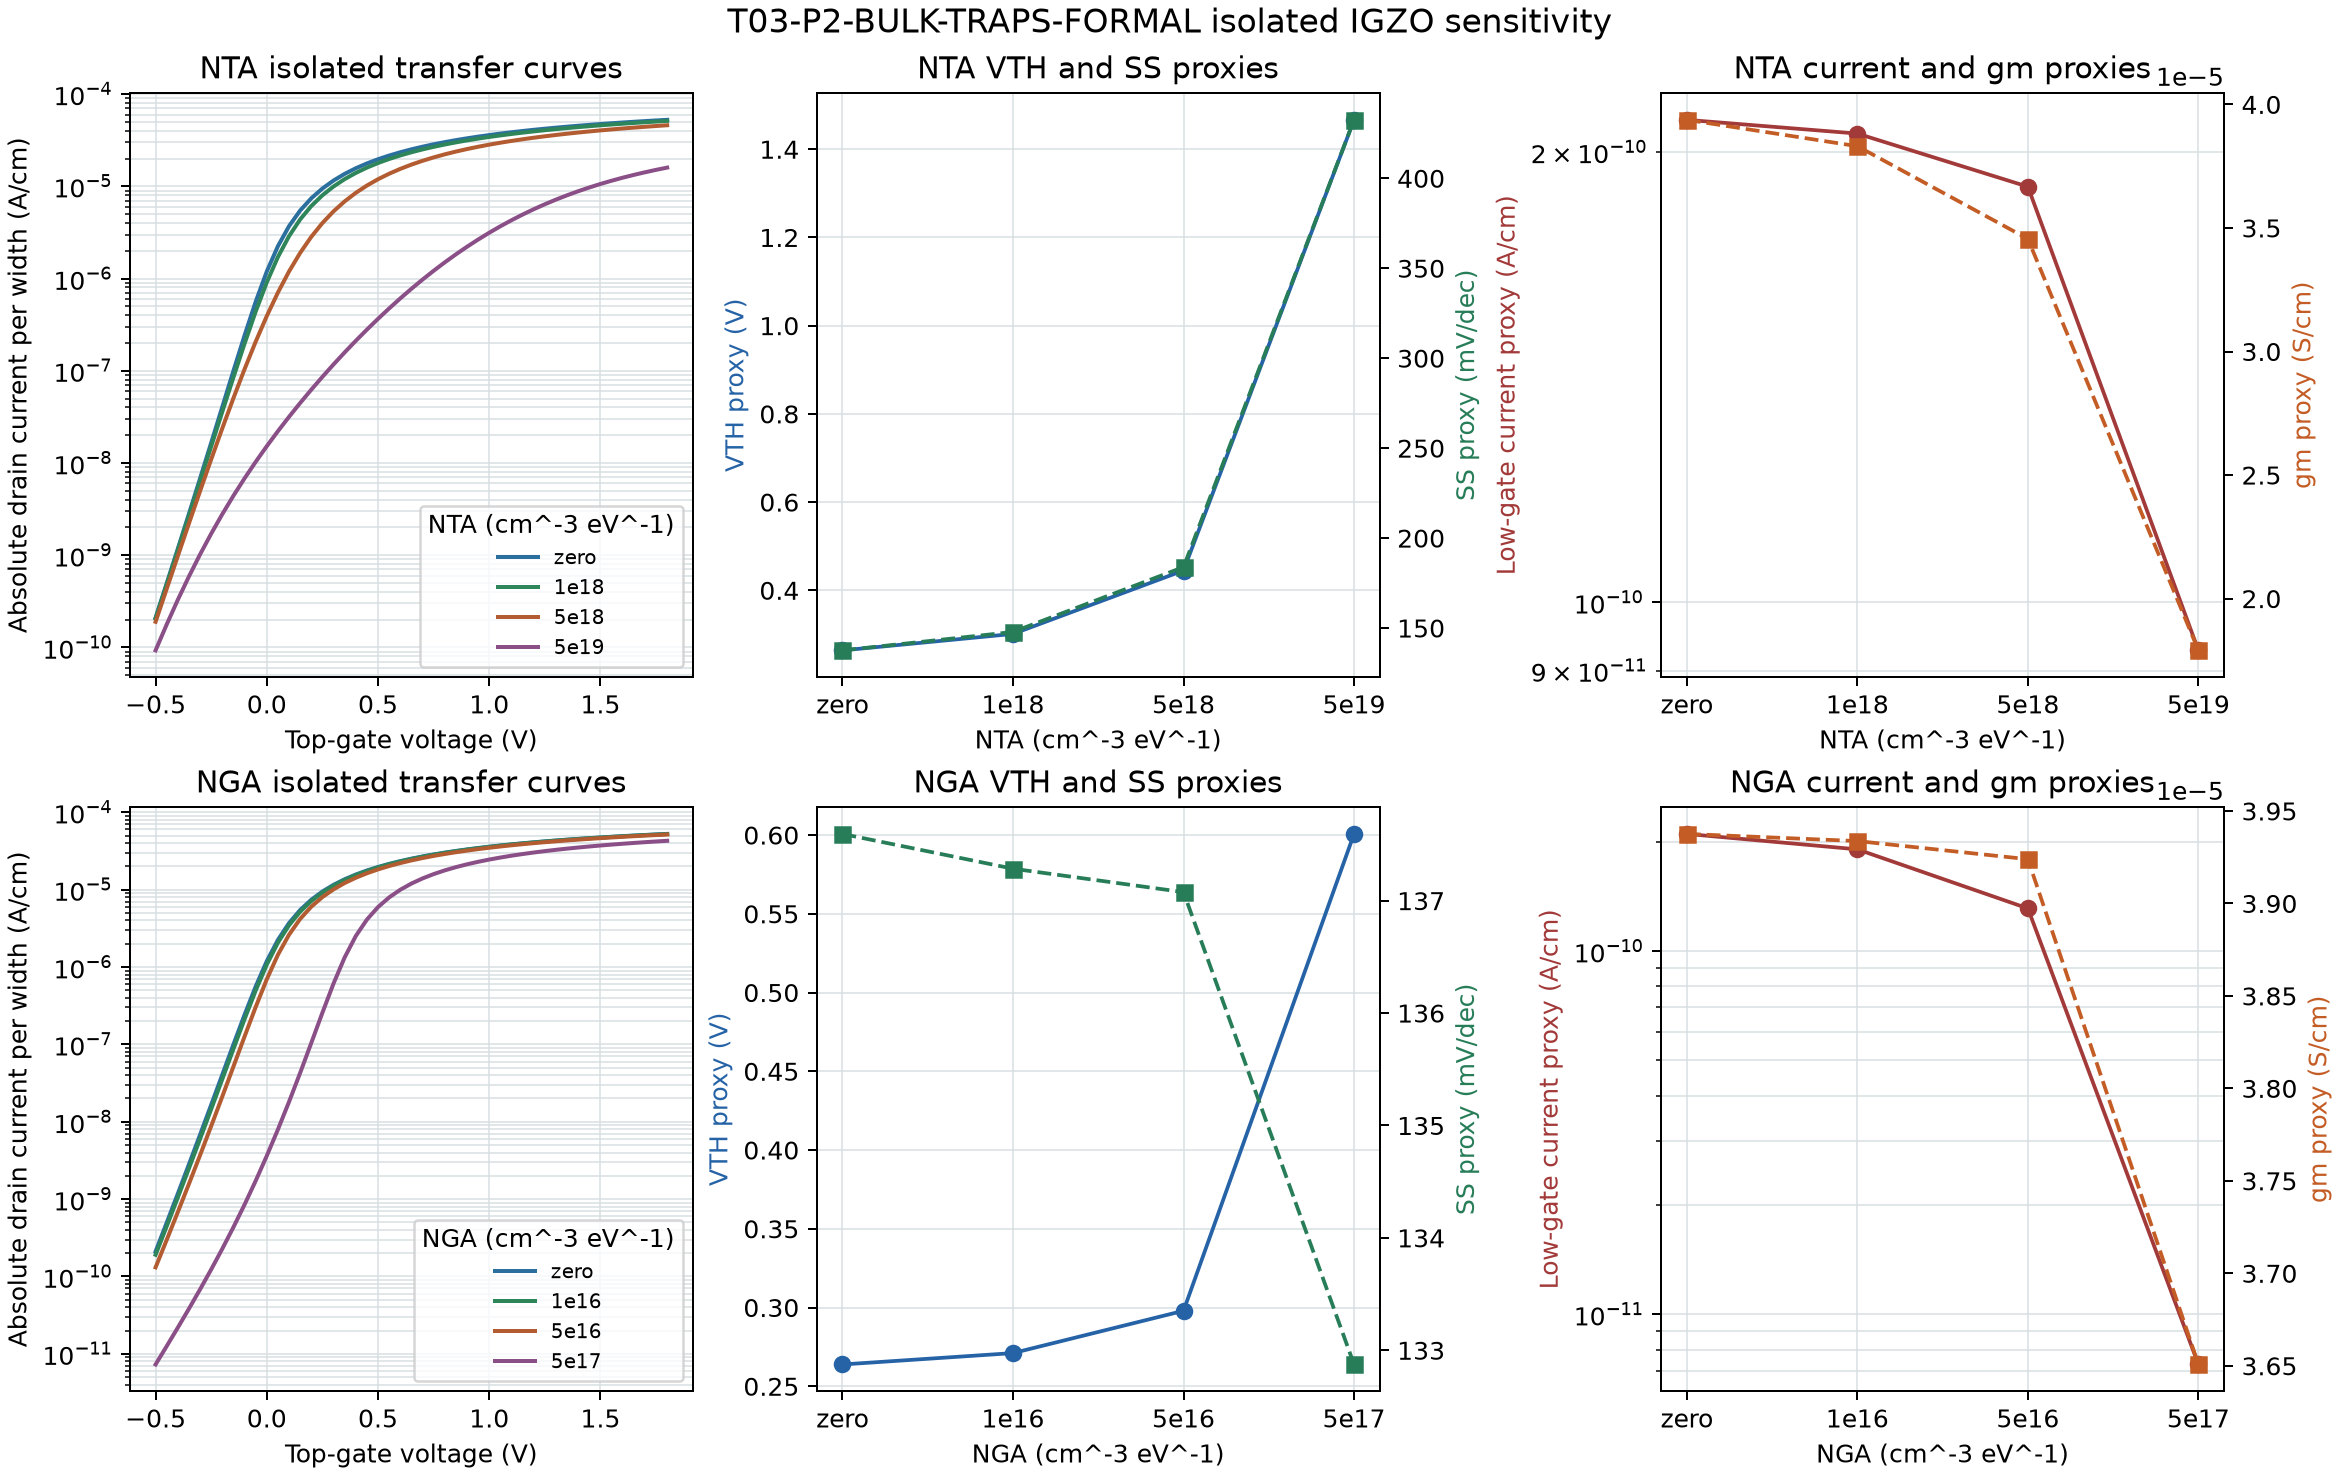 T03-P2-BULK-TRAPS-FORMAL isolated IGZO sensitivity
NTA isolated transfer curves
Absolute drain current per width (A/cm)
10⁻⁴
10⁻⁵
10⁻⁶
10⁻⁷
10⁻⁸
10⁻⁹
10⁻¹⁰
NTA (cm^-3 eV^-1)
zero
1e18
5e18
5e19
−0.5 0.0 0.5 1.0 1.5
Top-gate voltage (V)
NTA VTH and SS proxies
VTH proxy (V)
1.4
1.2
1.0
0.8
0.6
0.4
400
350
300
250
200
150
SS proxy (mV/dec)
zero 1e18 5e18 5e19
NTA (cm^-3 eV^-1)
NTA current and gm proxies
1e−5
Low-gate current proxy (A/cm)
2 × 10⁻¹⁰
10⁻¹⁰
9 × 10⁻¹¹
4.0
3.5
3.0
2.5
2.0
gm proxy (S/cm)
zero 1e18 5e18 5e19
NTA (cm^-3 eV^-1)
NGA isolated transfer curves
Absolute drain current per width (A/cm)
10⁻⁴
10⁻⁵
10⁻⁶
10⁻⁷
10⁻⁸
10⁻⁹
10⁻¹⁰
10⁻¹¹
NGA (cm^-3 eV^-1)
zero
1e16
5e16
5e17
−0.5 0.0 0.5 1.0 1.5
Top-gate voltage (V)
NGA VTH and SS proxies
VTH proxy (V)
0.60
0.55
0.50
0.45
0.40
0.35
0.30
0.25
137
136
135
134
133
SS proxy (mV/dec)
zero 1e16 5e16 5e17
NGA (cm^-3 eV^-1)
NGA current and gm proxies
1e−5
Low-gate current proxy (A/cm)
10⁻¹⁰
10⁻¹¹
3.95
3.90
3.85
3.80
3.75
3.70
3.65
gm proxy (S/cm)
zero 1e16 5e16 5e17
NGA (cm^-3 eV^-1)